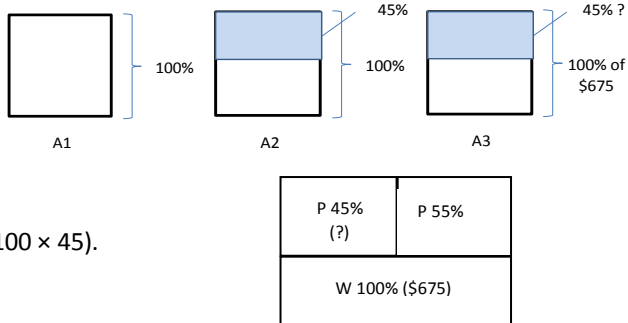 45%
45% ?
100%
100%
100% of
$675
A1
A2
A3
P 45%
(?)
P 55%
100 × 45).
W 100% ($675)